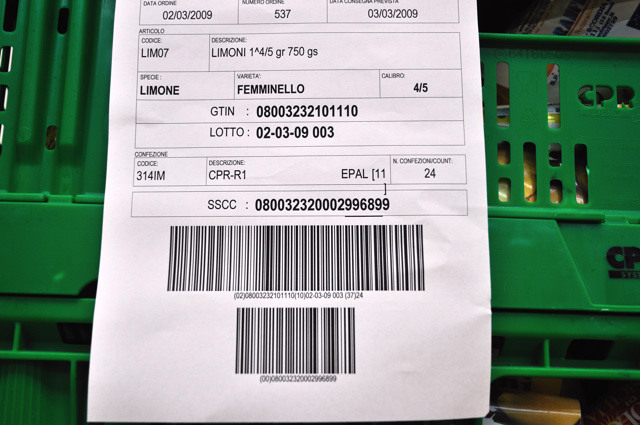 DATA ORDINE NUMERO ORDINE DATA CONSEGNA PREVISTA
02/03/2009 537 03/03/2009
ARTICOLO
CODICE: DESCRIZIONE:
LIM07 LIMONI 1^4/5 gr 750 gs
SPECIE : VARIETA': CALIBRO:
LIMONE FEMMINELLO 4/5
GTIN : 08003232101110
LOTTO : 02-03-09 003
CONFEZIONE
CODICE: DESCRIZIONE: N. CONFEZIONI/COUNT:
314IM CPR-R1 EPAL [11 24
]
SSCC : 080032320002996899
(02)08003232101110(10)02-03-09 003 (37)24
(00)080032320002996899
CPR
CP
SYS